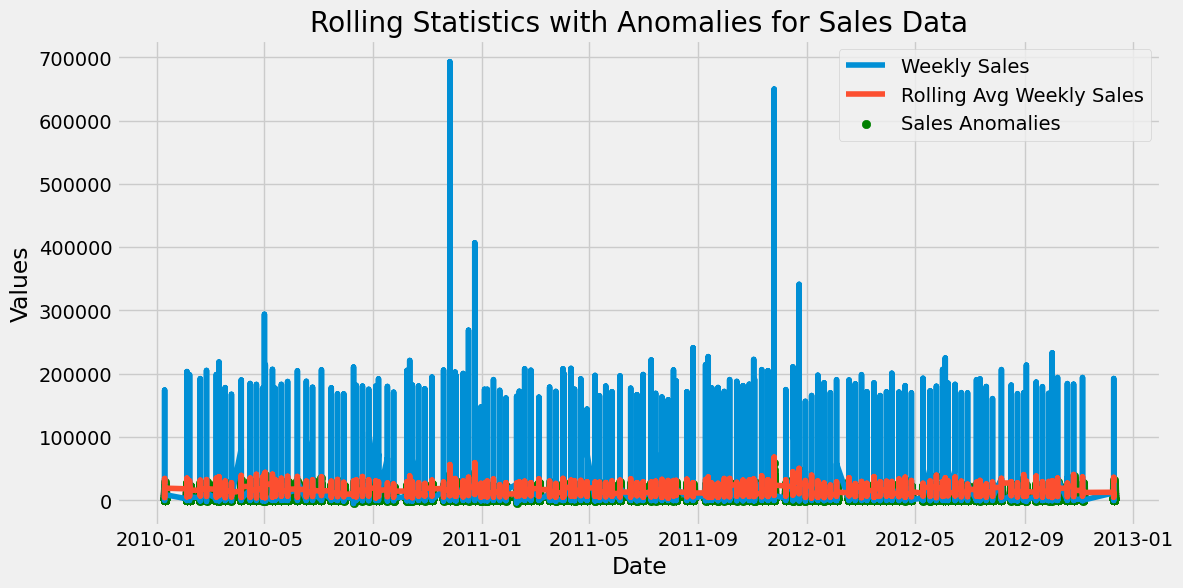 Rolling Statistics with Anomalies for Sales Data
700000
600000
500000
400000
300000
200000
100000
0
Values
Weekly Sales
Rolling Avg Weekly Sales
Sales Anomalies
2010-01 2010-05 2010-09 2011-01 2011-05 2011-09 2012-01 2012-05 2012-09 2013-01
Date